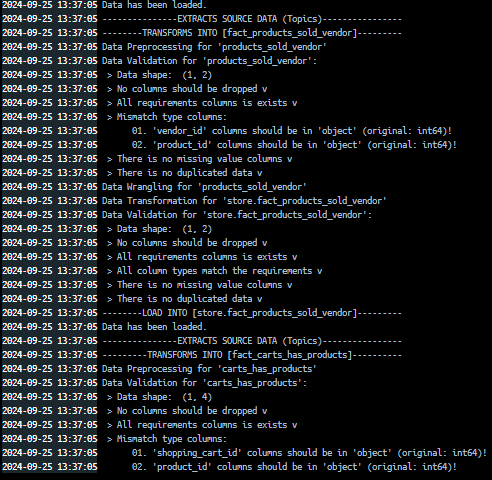 2024-09-25 13:37:05 Data has been loaded.
2024-09-25 13:37:05 ---------------EXTRACTS SOURCE DATA (Topics)----------------
2024-09-25 13:37:05 --------TRANSFORMS INTO [fact_products_sold_vendor]---------
2024-09-25 13:37:05 Data Preprocessing for 'products_sold_vendor'
2024-09-25 13:37:05 Data Validation for 'products_sold_vendor':
2024-09-25 13:37:05 > Data shape: (1, 2)
2024-09-25 13:37:05 > No columns should be dropped v
2024-09-25 13:37:05 > All requirements columns is exists v
2024-09-25 13:37:05 > Mismatch type columns:
2024-09-25 13:37:05 01. 'vendor_id' columns should be in 'object' (original: int64)!
2024-09-25 13:37:05 02. 'product_id' columns should be in 'object' (original: int64)!
2024-09-25 13:37:05 > There is no missing value columns v
2024-09-25 13:37:05 > There is no duplicated data v
2024-09-25 13:37:05 Data Wrangling for 'products_sold_vendor'
2024-09-25 13:37:05 Data Transformation for 'store.fact_products_sold_vendor'
2024-09-25 13:37:05 Data Validation for 'store.fact_products_sold_vendor':
2024-09-25 13:37:05 > Data shape: (1, 2)
2024-09-25 13:37:05 > No columns should be dropped v
2024-09-25 13:37:05 > All requirements columns is exists v
2024-09-25 13:37:05 > All column types match the requirements v
2024-09-25 13:37:05 > There is no missing value columns v
2024-09-25 13:37:05 > There is no duplicated data v
2024-09-25 13:37:05 --------LOAD INTO [store.fact_products_sold_vendor]---------
2024-09-25 13:37:05 Data has been loaded.
2024-09-25 13:37:05 ---------------EXTRACTS SOURCE DATA (Topics)----------------
2024-09-25 13:37:05 ---------TRANSFORMS INTO [fact_carts_has_products]----------
2024-09-25 13:37:05 Data Preprocessing for 'carts_has_products'
2024-09-25 13:37:05 Data Validation for 'carts_has_products':
2024-09-25 13:37:05 > Data shape: (1, 4)
2024-09-25 13:37:05 > No columns should be dropped v
2024-09-25 13:37:05 > All requirements columns is exists v
2024-09-25 13:37:05 > Mismatch type columns:
2024-09-25 13:37:05 01. 'shopping_cart_id' columns should be in 'object' (original: int64)!
2024-09-25 13:37:05 02. 'product_id' columns should be in 'object' (original: int64)!